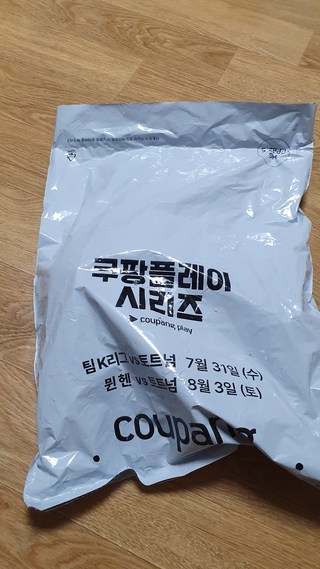 쿠팡플레이
시리즈
coupang play
팀K리그 vs 토트넘 7월 31일 (수)
뮌헨 vs 토트넘 8월 3일 (토)
coupang